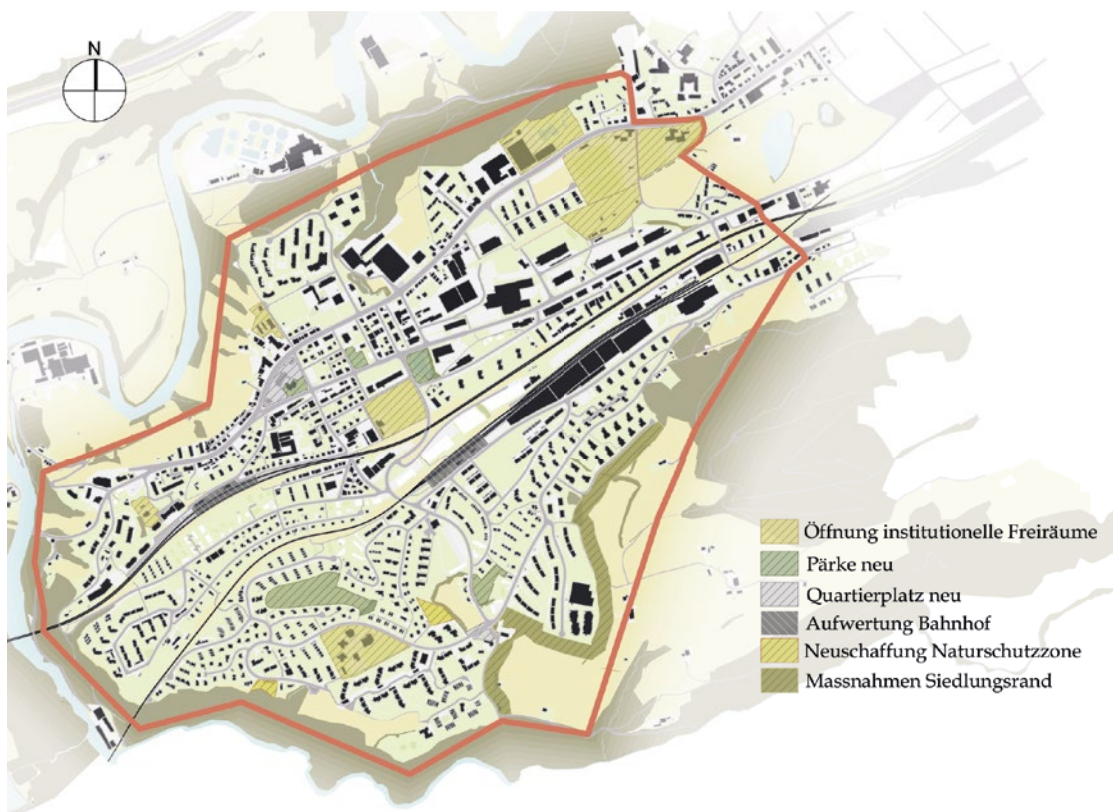 N
Öffnung institutionelle Freiräume
Pärke neu
Quartierplatz neu
Aufwertung Bahnhof
Neuschaffung Naturschutzzone
Massnahmen Siedlungsrand